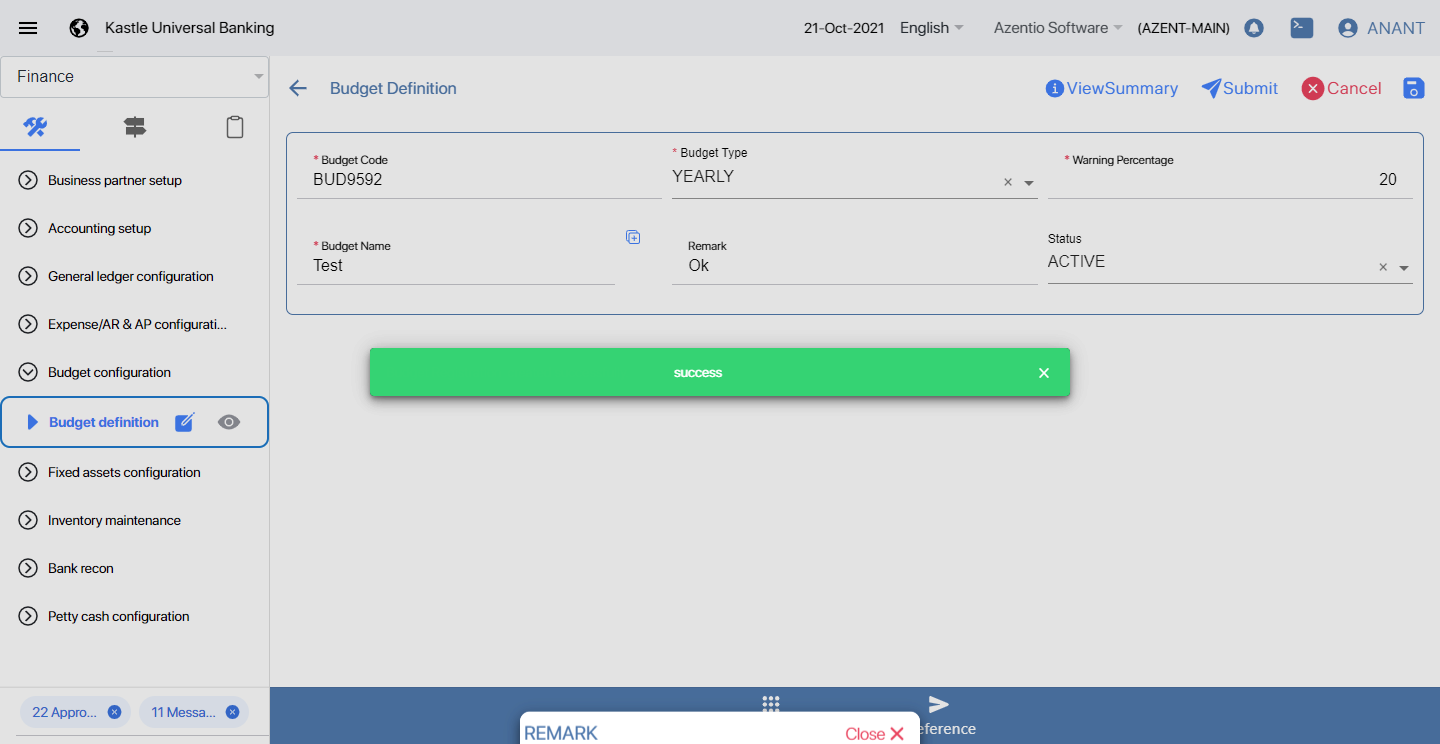 Kastle Universal Banking
21-Oct-2021
English
Azentio Software
(AZENT-MAIN)
ANANT
Finance
Budget Definition
ViewSummary
Submit
Cancel
* Budget Code
BUD9592
* Budget Type
YEARLY
* Warning Percentage
20
* Budget Name
Test
Remark
Ok
Status
ACTIVE
success
Business partner setup
Accounting setup
General ledger configuration
Expense/AR & AP configurati...
Budget configuration
Budget definition
Fixed assets configuration
Inventory maintenance
Bank recon
Petty cash configuration
22 Appro...
11 Messa...
REMARK
Close
eference